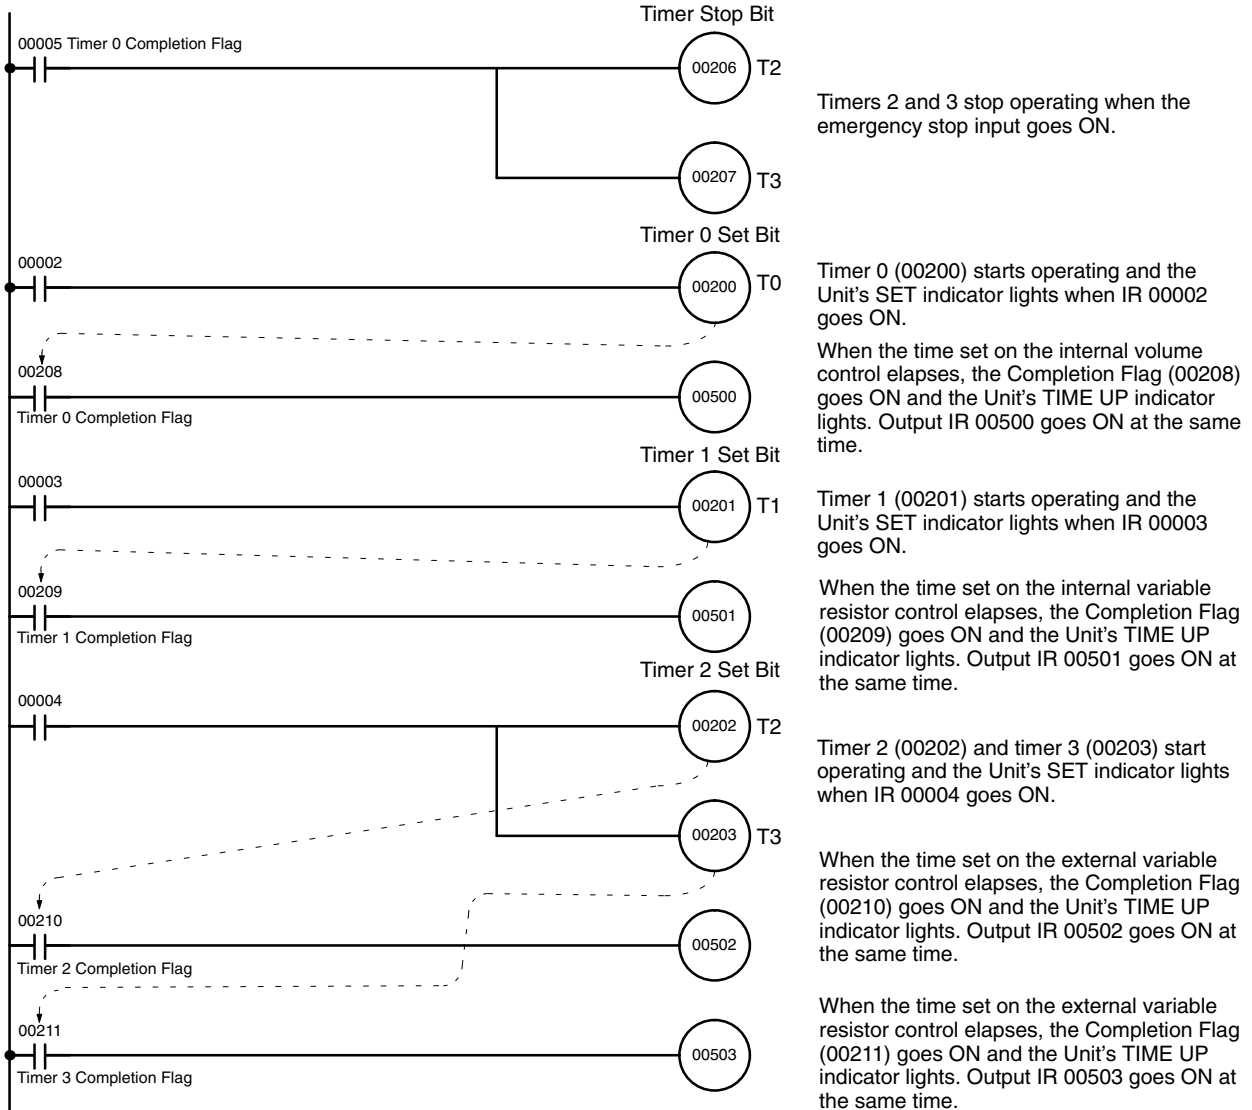 Timer Stop Bit
00005 Timer 0 Completion Flag
00206 T2
Timers 2 and 3 stop operating when the
emergency stop input goes ON.
00207 T3
Timer 0 Set Bit
00002
00200 T0
Timer 0 (00200) starts operating and the
Unit's SET indicator lights when IR 00002
goes ON.
00208
00500
Timer 0 Completion Flag
When the time set on the internal volume
control elapses, the Completion Flag (00208)
goes ON and the Unit's TIME UP indicator
lights. Output IR 00500 goes ON at the same
time.
Timer 1 Set Bit
00003
00201 T1
Timer 1 (00201) starts operating and the
Unit's SET indicator lights when IR 00003
goes ON.
00209
00501
Timer 1 Completion Flag
When the time set on the internal variable
resistor control elapses, the Completion Flag
(00209) goes ON and the Unit's TIME UP
indicator lights. Output IR 00501 goes ON at
the same time.
Timer 2 Set Bit
00004
00202 T2
Timer 2 (00202) and timer 3 (00203) start
operating and the Unit's SET indicator lights
when IR 00004 goes ON.
00203 T3
00210
00502
Timer 2 Completion Flag
When the time set on the external variable
resistor control elapses, the Completion Flag
(00210) goes ON and the Unit's TIME UP
indicator lights. Output IR 00502 goes ON at
the same time.
00211
00503
Timer 3 Completion Flag
When the time set on the external variable
resistor control elapses, the Completion Flag
(00211) goes ON and the Unit's TIME UP
indicator lights. Output IR 00503 goes ON at
the same time.